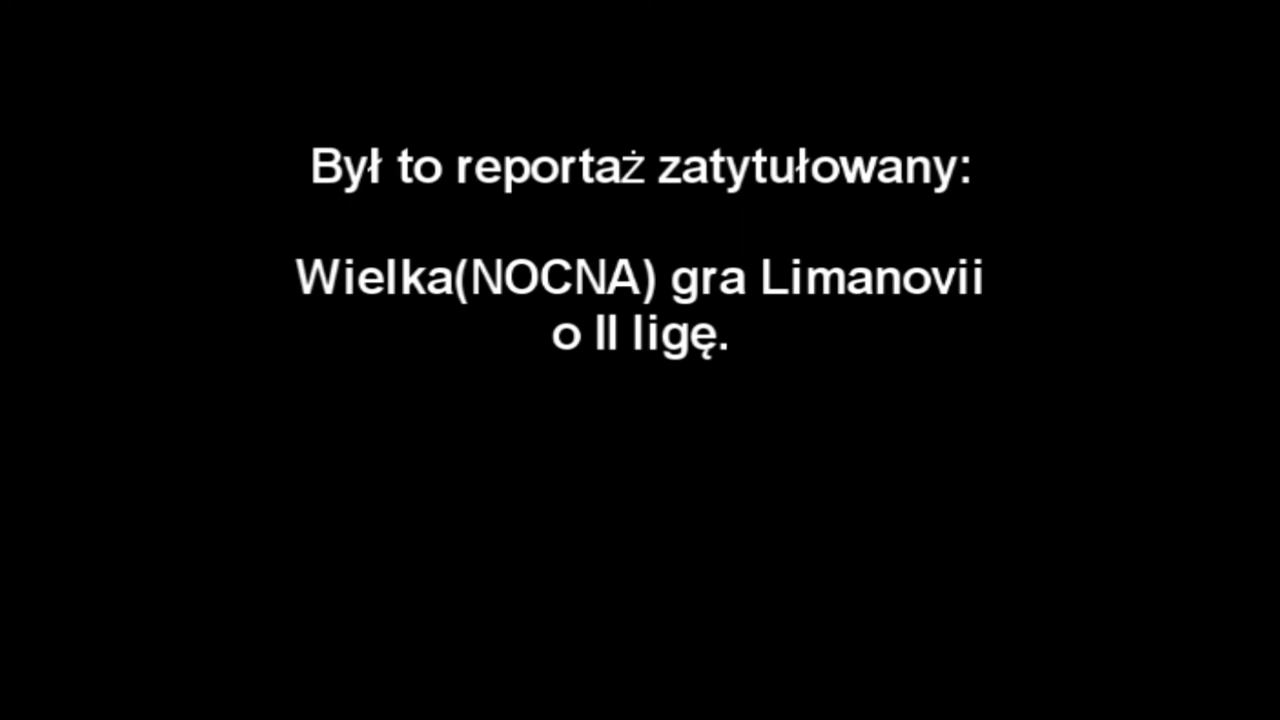 Był to reportaż zatytułowany:
Wielka(NOCNA) gra Limanovii
o II ligę.